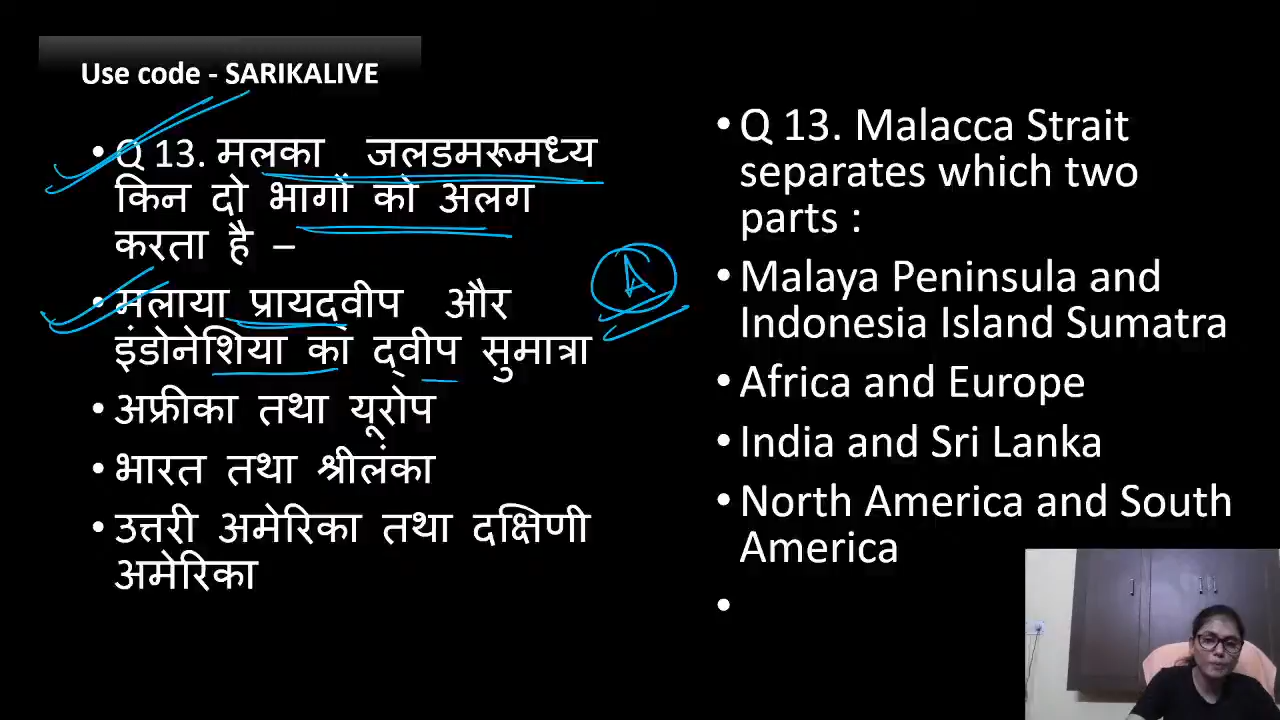 Use code - SARIKALIVE
• Q 13. मलका जलडमरूमध्य
किन दो भागों को अलग
करता है –
• मलाया प्रायद्वीप और
इंडोनेशिया का द्वीप सुमात्रा
• अफ्रीका तथा यूरोप
• भारत तथा श्रीलंका
• उत्तरी अमेरिका तथा दक्षिणी
अमेरिका
A
• Q 13. Malacca Strait
separates which two
parts :
• Malaya Peninsula and
Indonesia Island Sumatra
• Africa and Europe
• India and Sri Lanka
• North America and South
America
•